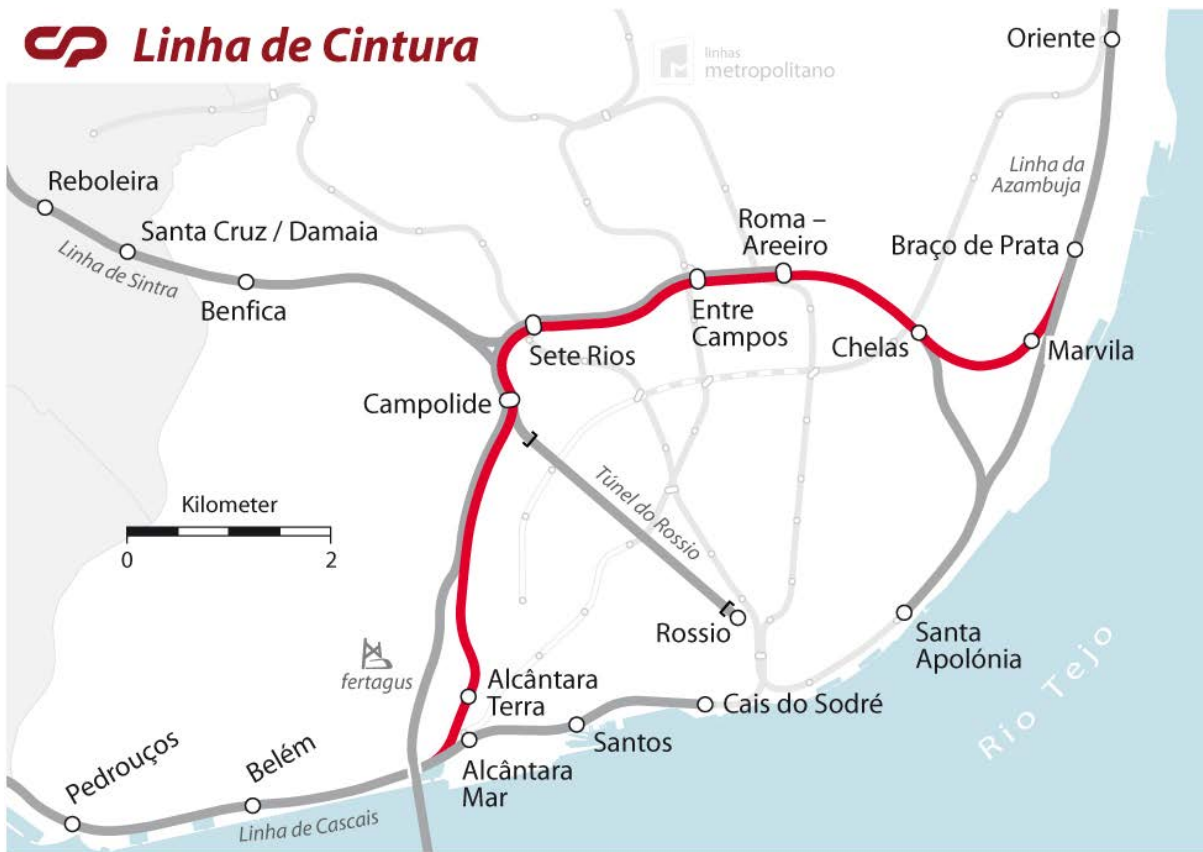 CP Linha de Cintura
linhas
metropolitano
Oriente
Linha da
Azambuja
Reboleira
Santa Cruz / Damaia
Linha de Sintra
Benfica
Roma –
Areeiro
Braço de Prata
Entre
Campos
Sete Rios
Chelas
Marvila
Campolide
Kilometer
0
2
Túnel do Rossio
Rossio
Santa
Apolónia
fertagus
Alcântara
Terra
Cais do Sodré
Santos
Rio Tejo
Pedrouços
Belém
Alcântara
Mar
Linha de Cascais